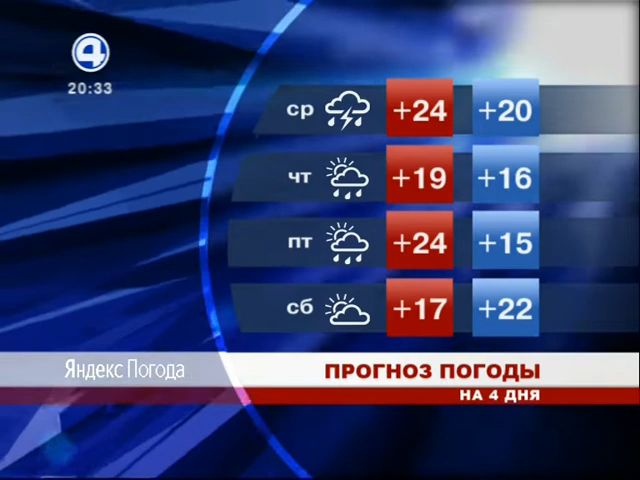 4
20:33
ср +24 +20
чт +19 +16
пт +24 +15
сб +17 +22
Яндекс Погода
ПРОГНОЗ ПОГОДЫ
НА 4 ДНЯ